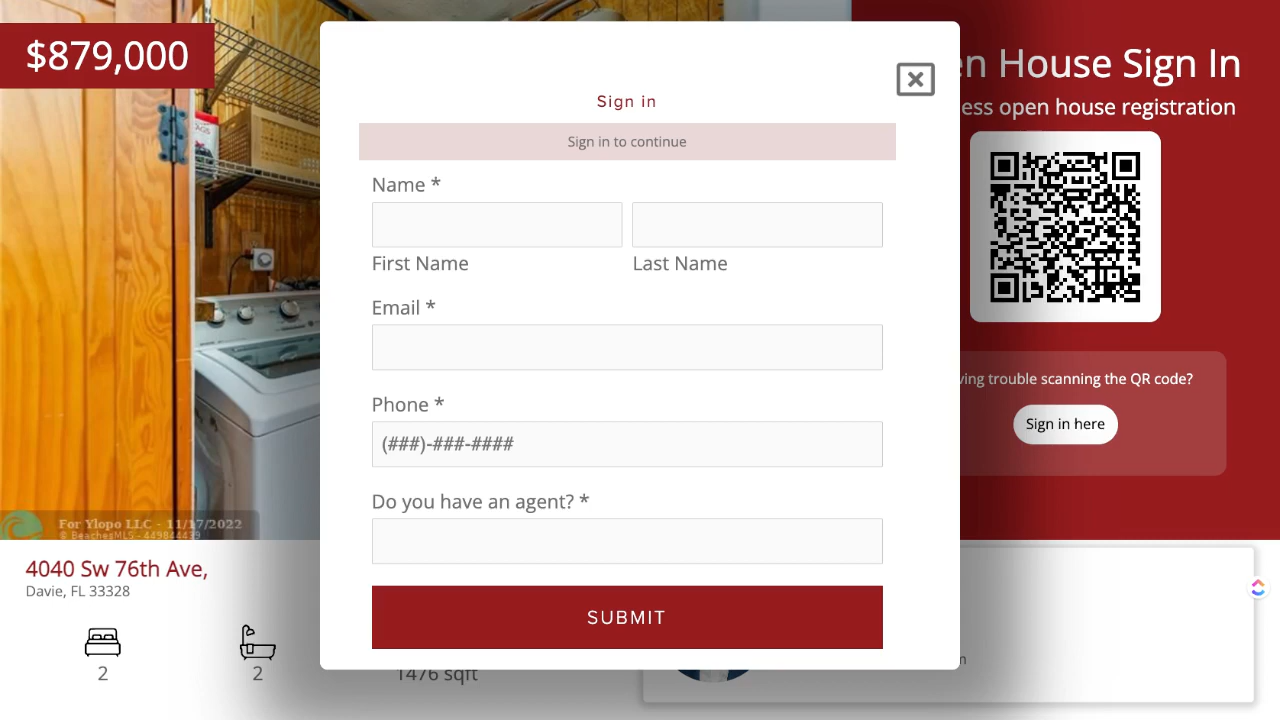 $879,000
en House Sign In
ess open house registration
Sign in
Sign in to continue
Name *
First Name
Last Name
Email *
Phone *
(###)-###-####
Do you have an agent? *
SUBMIT
ving trouble scanning the QR code?
Sign in here
For Ylopo LLC - 11/17/2022
© BeachesMLS - 449844439
4040 Sw 76th Ave,
Davie, FL 33328
2
2
1476 sqft